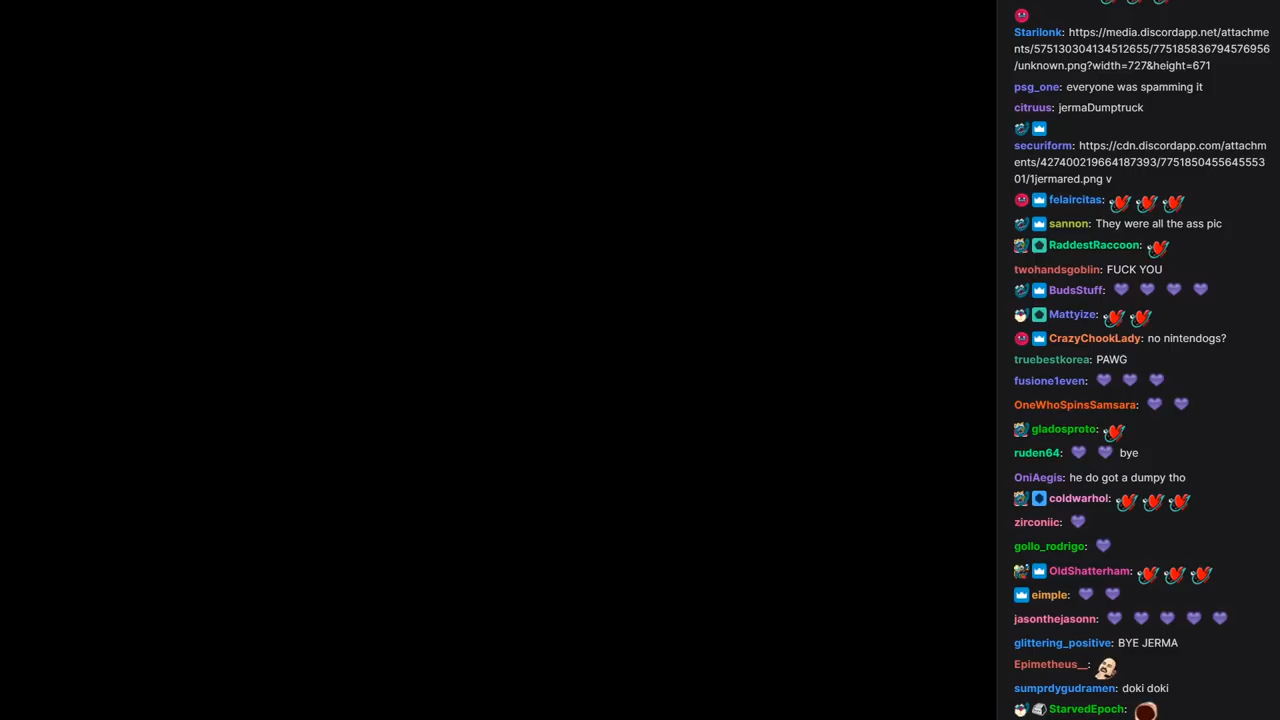 Starilonk: https://media.discordapp.net/attachme
nts/575130304134512655/775185836794576956
/unknown.png?width=727&height=671
psg_one: everyone was spamming it
citruus: jermaDumptruck
securiform: https://cdn.discordapp.com/attachm
ents/427400219664187393/7751850455645553
01/1jermared.png v
felaircitas:
sannon: They were all the ass pic
RaddestRaccoon:
twohandsgoblin: FUCK YOU
BudsStuff:
Mattyize:
CrazyChookLady: no nintendogs?
truebestkorea: PAWG
fusione1even:
OneWhoSpinsSamsara:
gladosproto:
ruden64: bye
OniAegis: he do got a dumpy tho
coldwarhol:
zirconiic:
gollo_rodrigo:
OldShatterham:
eimple:
jasonthejasonn:
glittering_positive: BYE JERMA
Epimetheus__:
sumprdygudramen: doki doki
StarvedEpoch: